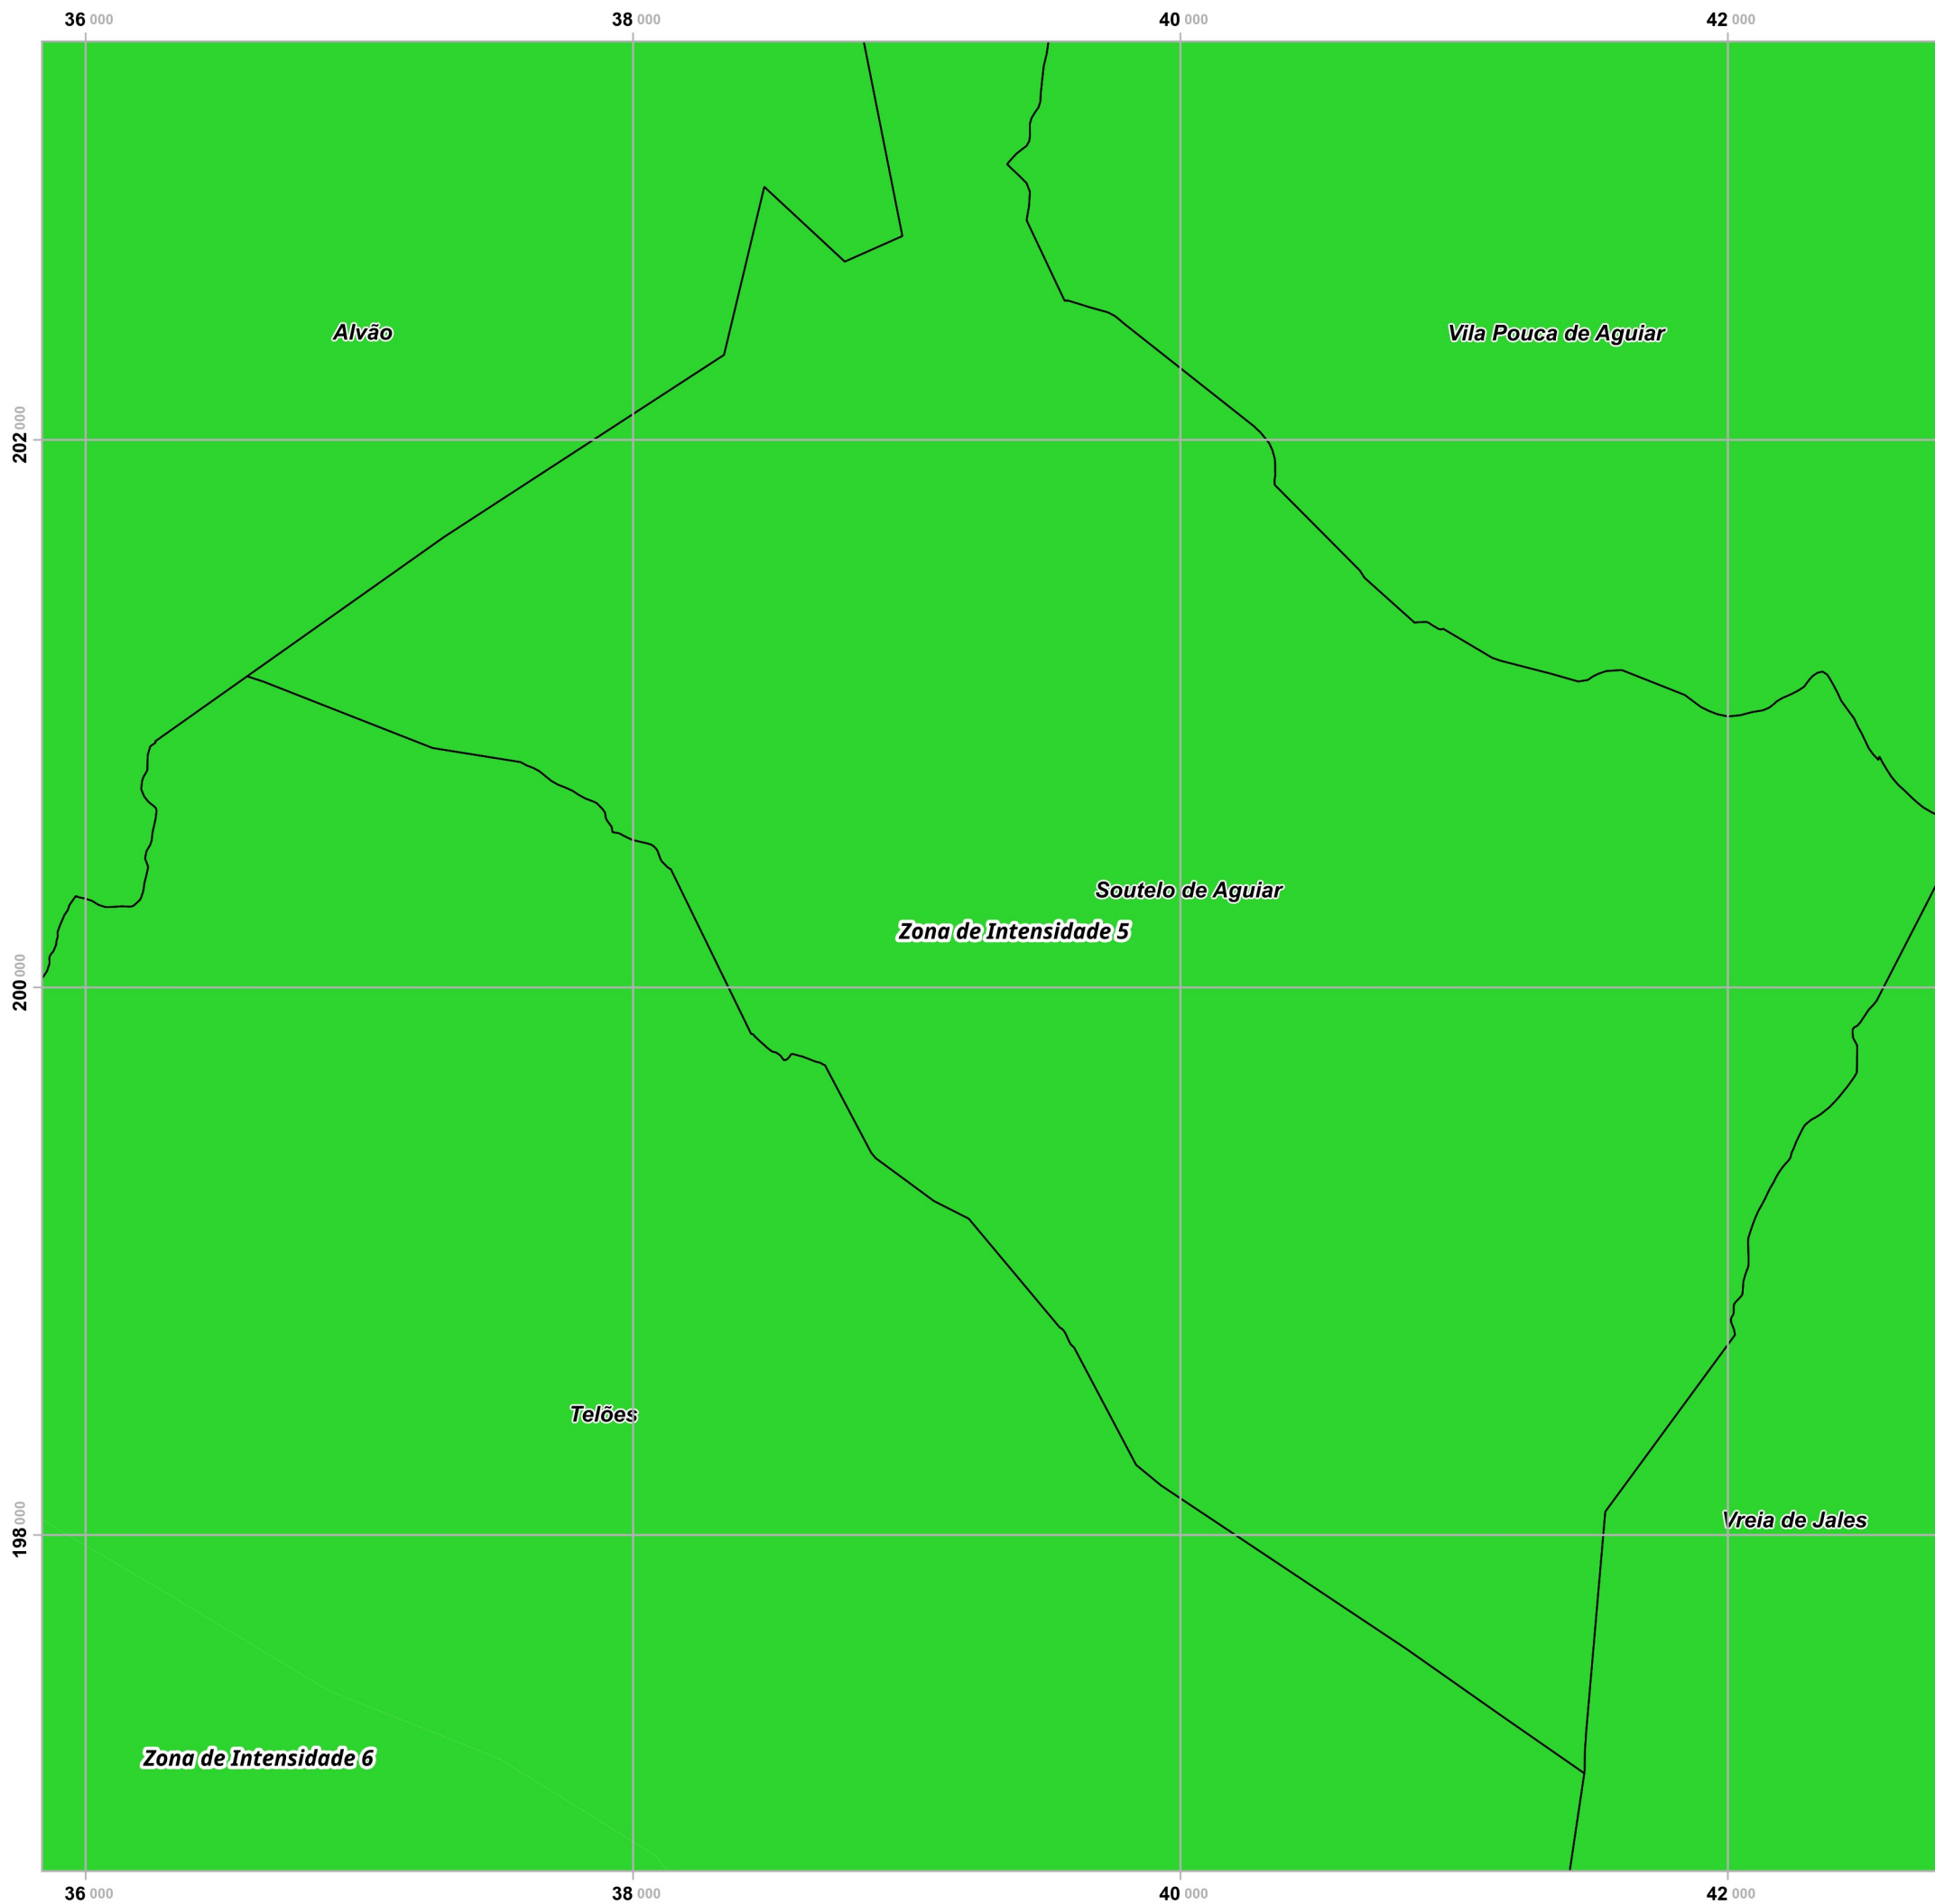 36 000 38 000 40 000 42 000
Alvão
Vila Pouca de Aguiar
202 000
Soutelo de Aguiar
Zona de Intensidade 5
200 000
Telões
Vreia de Jales
198 000
Zona de Intensidade 6
36 000 38 000 40 000 42 000